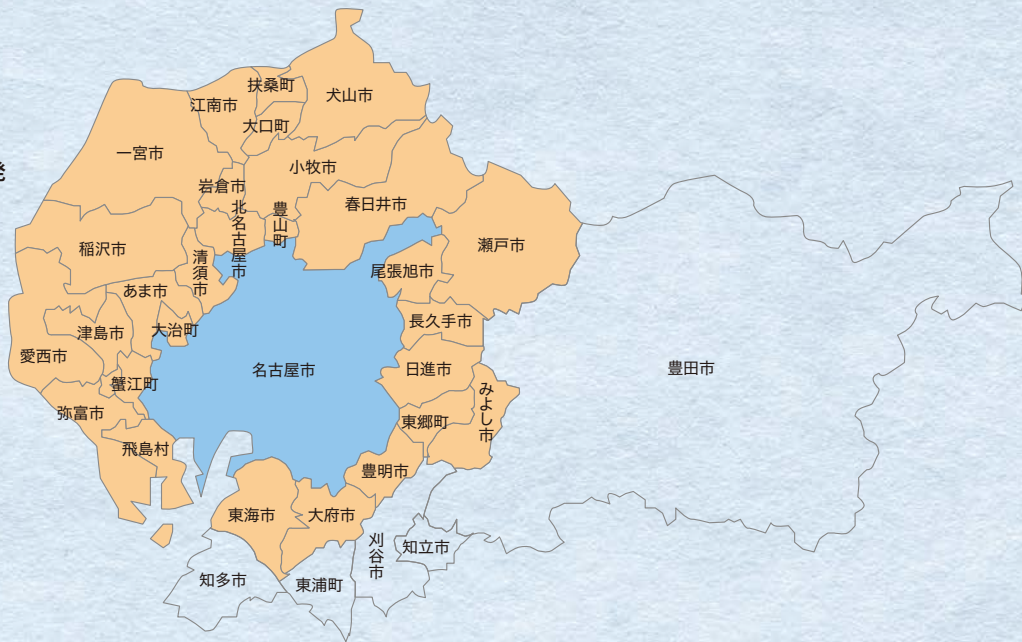 発
扶桑町
江南市
犬山市
大口町
一宮市
小牧市
岩倉市
北名古屋市
豊山町
春日井市
稲沢市
清須市
瀬戸市
尾張旭市
あま市
長久手市
津島市
大治町
愛西市
名古屋市
日進市
豊田市
蟹江町
みよし市
弥富市
東郷町
飛島村
豊明市
東海市
大府市
刈谷市
知立市
知多市
東浦町